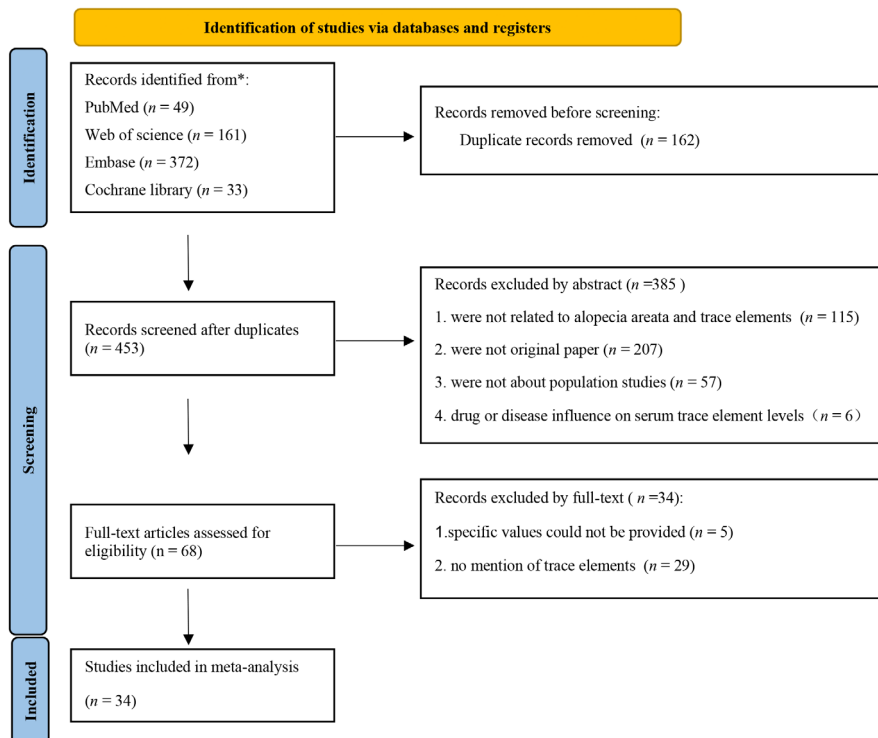 Identification of studies via databases and registers
Identification
Records identified from*:
PubMed (n = 49)
Web of science (n = 161)
Embase (n = 372)
Cochrane library (n = 33)
Records removed before screening:
Duplicate records removed (n = 162)
Screening
Records screened after duplicates
(n = 453)
Records excluded by abstract (n =385 )
1. were not related to alopecia areata and trace elements (n = 115)
2. were not original paper (n = 207)
3. were not about population studies (n = 57)
4. drug or disease influence on serum trace element levels（n = 6）
Full-text articles assessed for
eligibility (n = 68)
Records excluded by full-text ( n =34):
1.specific values could not be provided (n = 5)
2. no mention of trace elements (n = 29)
Included
Studies included in meta-analysis
(n = 34)